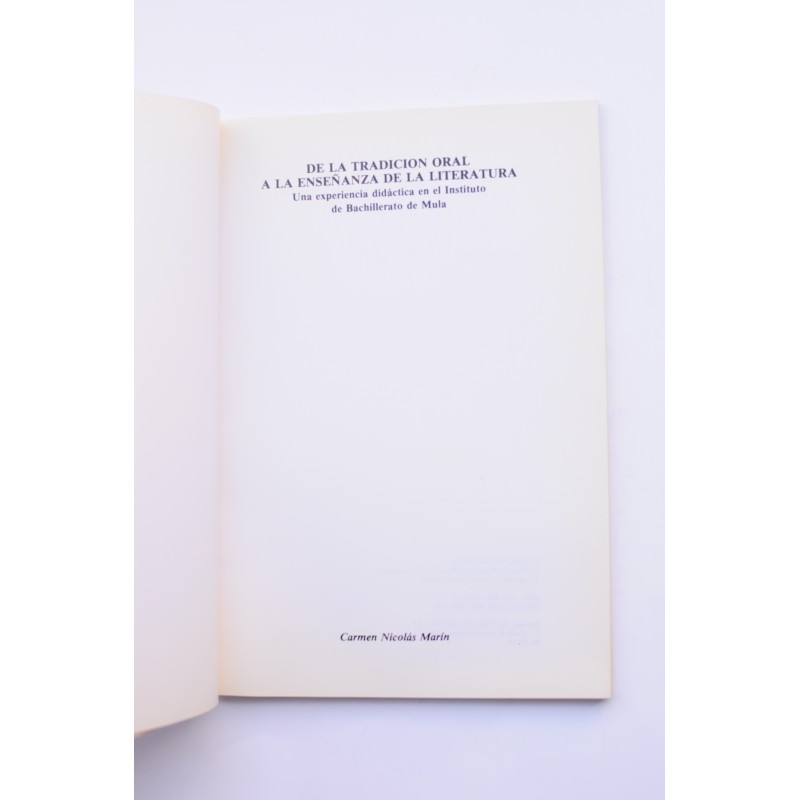 DE LA TRADICION ORAL
A LA ENSEÑANZA DE LA LITERATURA
Una experiencia didáctica en el Instituto
de Bachillerato de Mula
Carmen Nicolás Marín